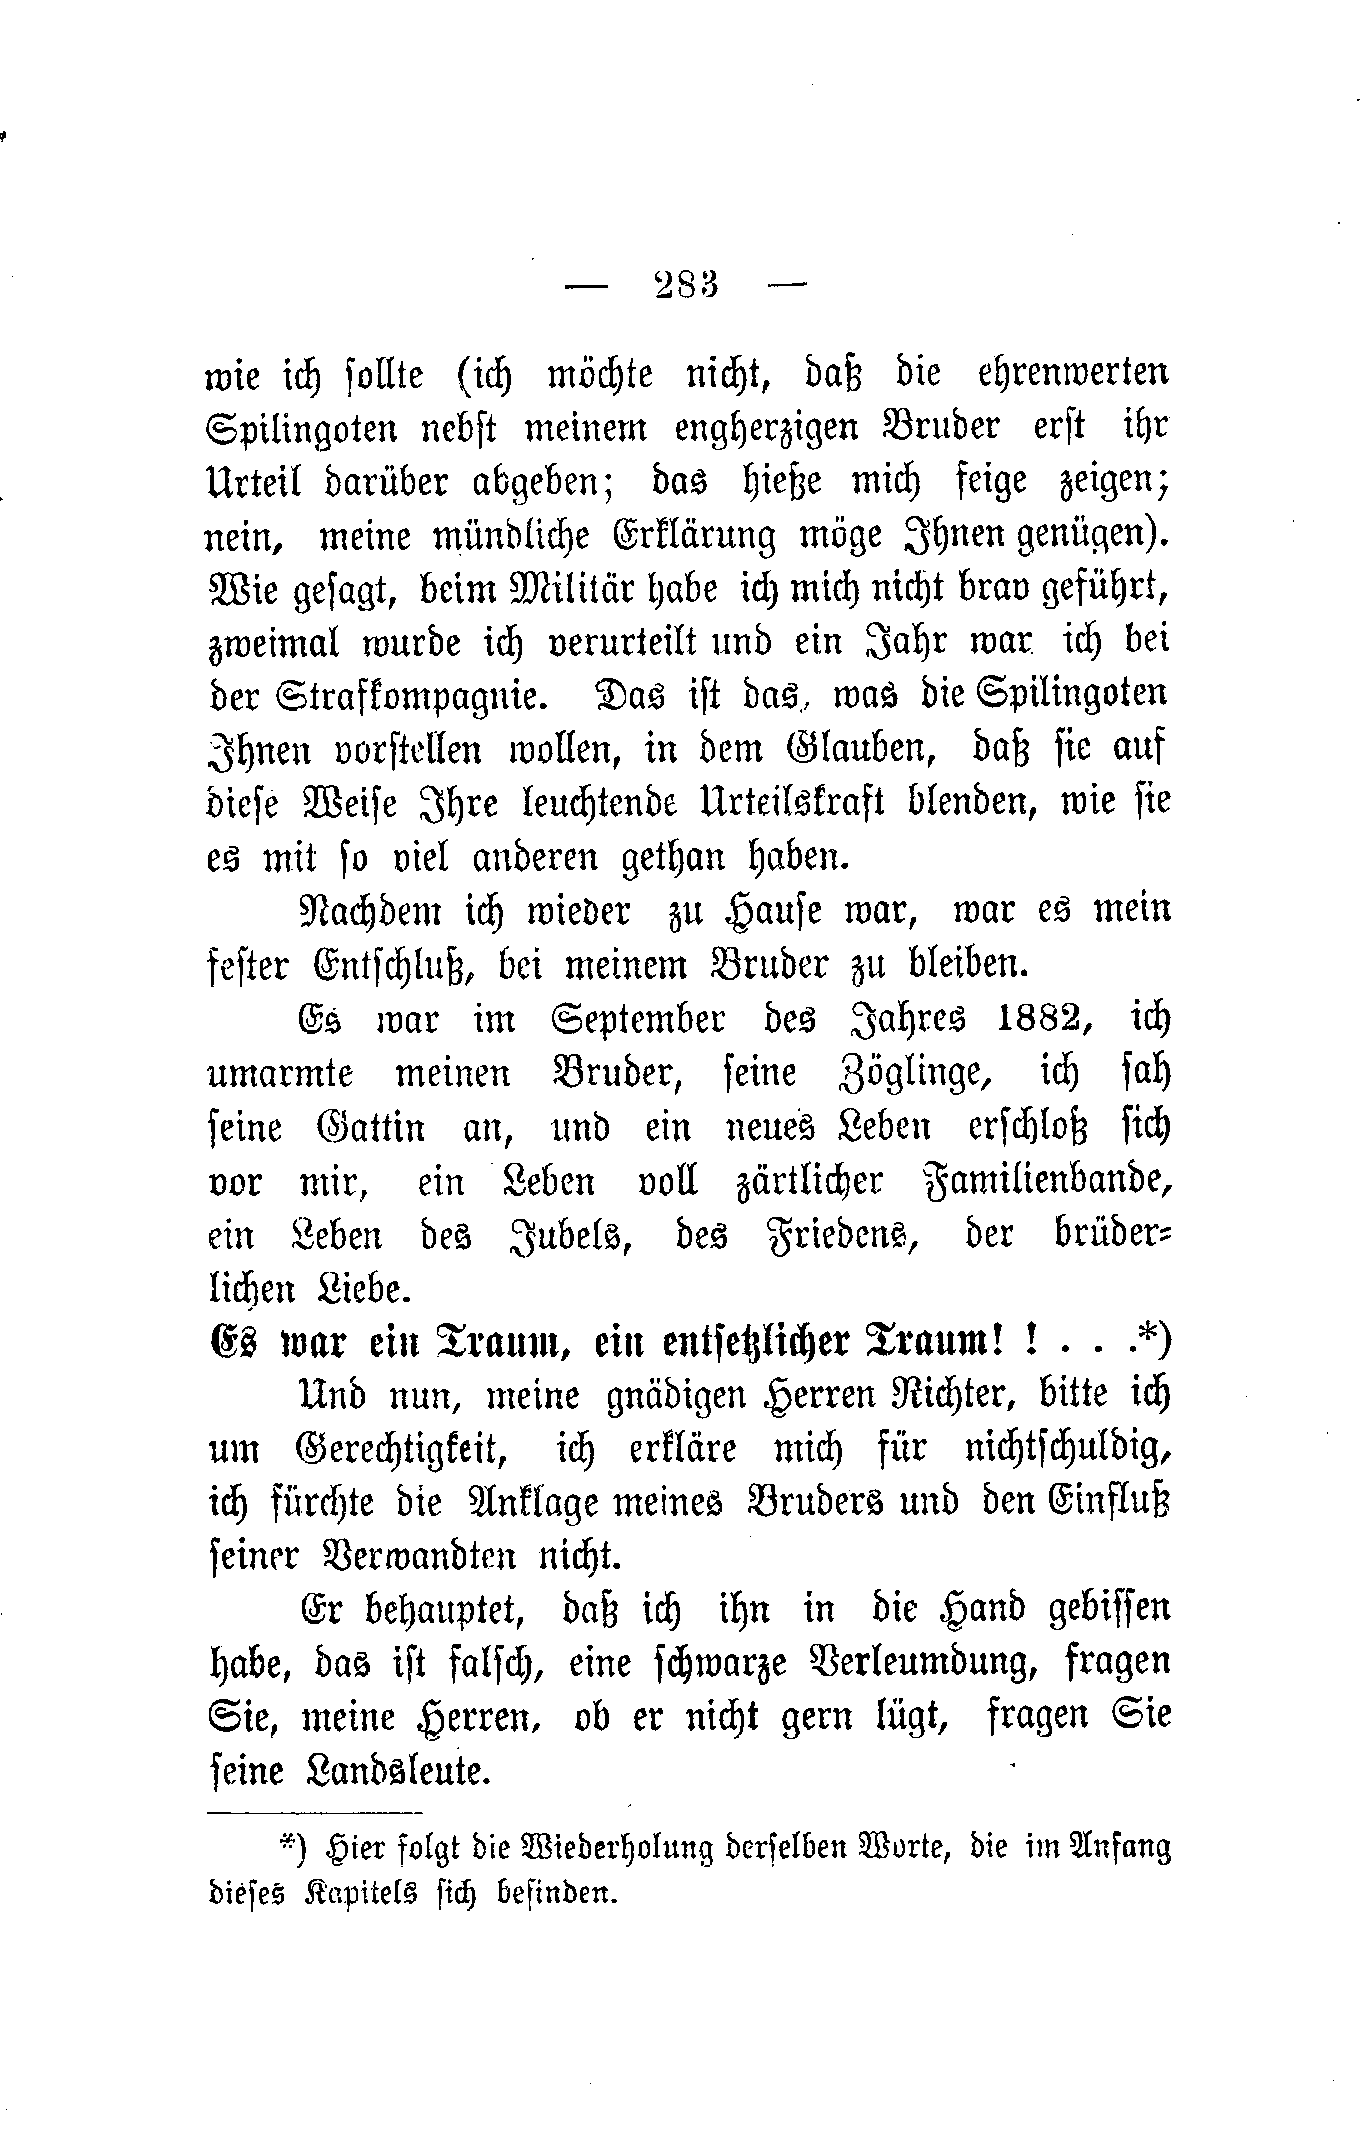 — 283 —
wie ich sollte (ich möchte nicht, daß die ehrenwerten
Spilingoten nebst meinem engherzigen Bruder erst ihr
Urteil darüber abgeben; das hieße mich feige zeigen;
nein, meine mündliche Erklärung möge Ihnen genügen).
Wie gesagt, beim Militär habe ich mich nicht brav geführt,
zweimal wurde ich verurteilt und ein Jahr war ich bei
der Strafkompagnie. Das ist das, was die Spilingoten
Ihnen vorstellen wollen, in dem Glauben, daß sie auf
diese Weise Ihre leuchtende Urteilskraft blenden, wie sie
es mit so viel anderen gethan haben.
Nachdem ich wieder zu Hause war, war es mein
fester Entschluß, bei meinem Bruder zu bleiben.
Es war im September des Jahres 1882, ich
umarmte meinen Bruder, seine Zöglinge, ich sah
seine Gattin an, und ein neues Leben erschloß sich
vor mir, ein Leben voll zärtlicher Familienbande,
ein Leben des Jubels, des Friedens, der brüder-
lichen Liebe.
Es war ein Traum, ein entsetzlicher Traum! ! . . .*)
Und nun, meine gnädigen Herren Richter, bitte ich
um Gerechtigkeit, ich erkläre mich für nichtschuldig,
ich fürchte die Anklage meines Bruders und den Einfluß
seiner Verwandten nicht.
Er behauptet, daß ich ihn in die Hand gebissen
habe, das ist falsch, eine schwarze Verleumdung, fragen
Sie, meine Herren, ob er nicht gern lügt, fragen Sie
seine Landsleute.
*) Hier folgt die Wiederholung derselben Worte, die im Anfang
dieses Kapitels sich befinden.